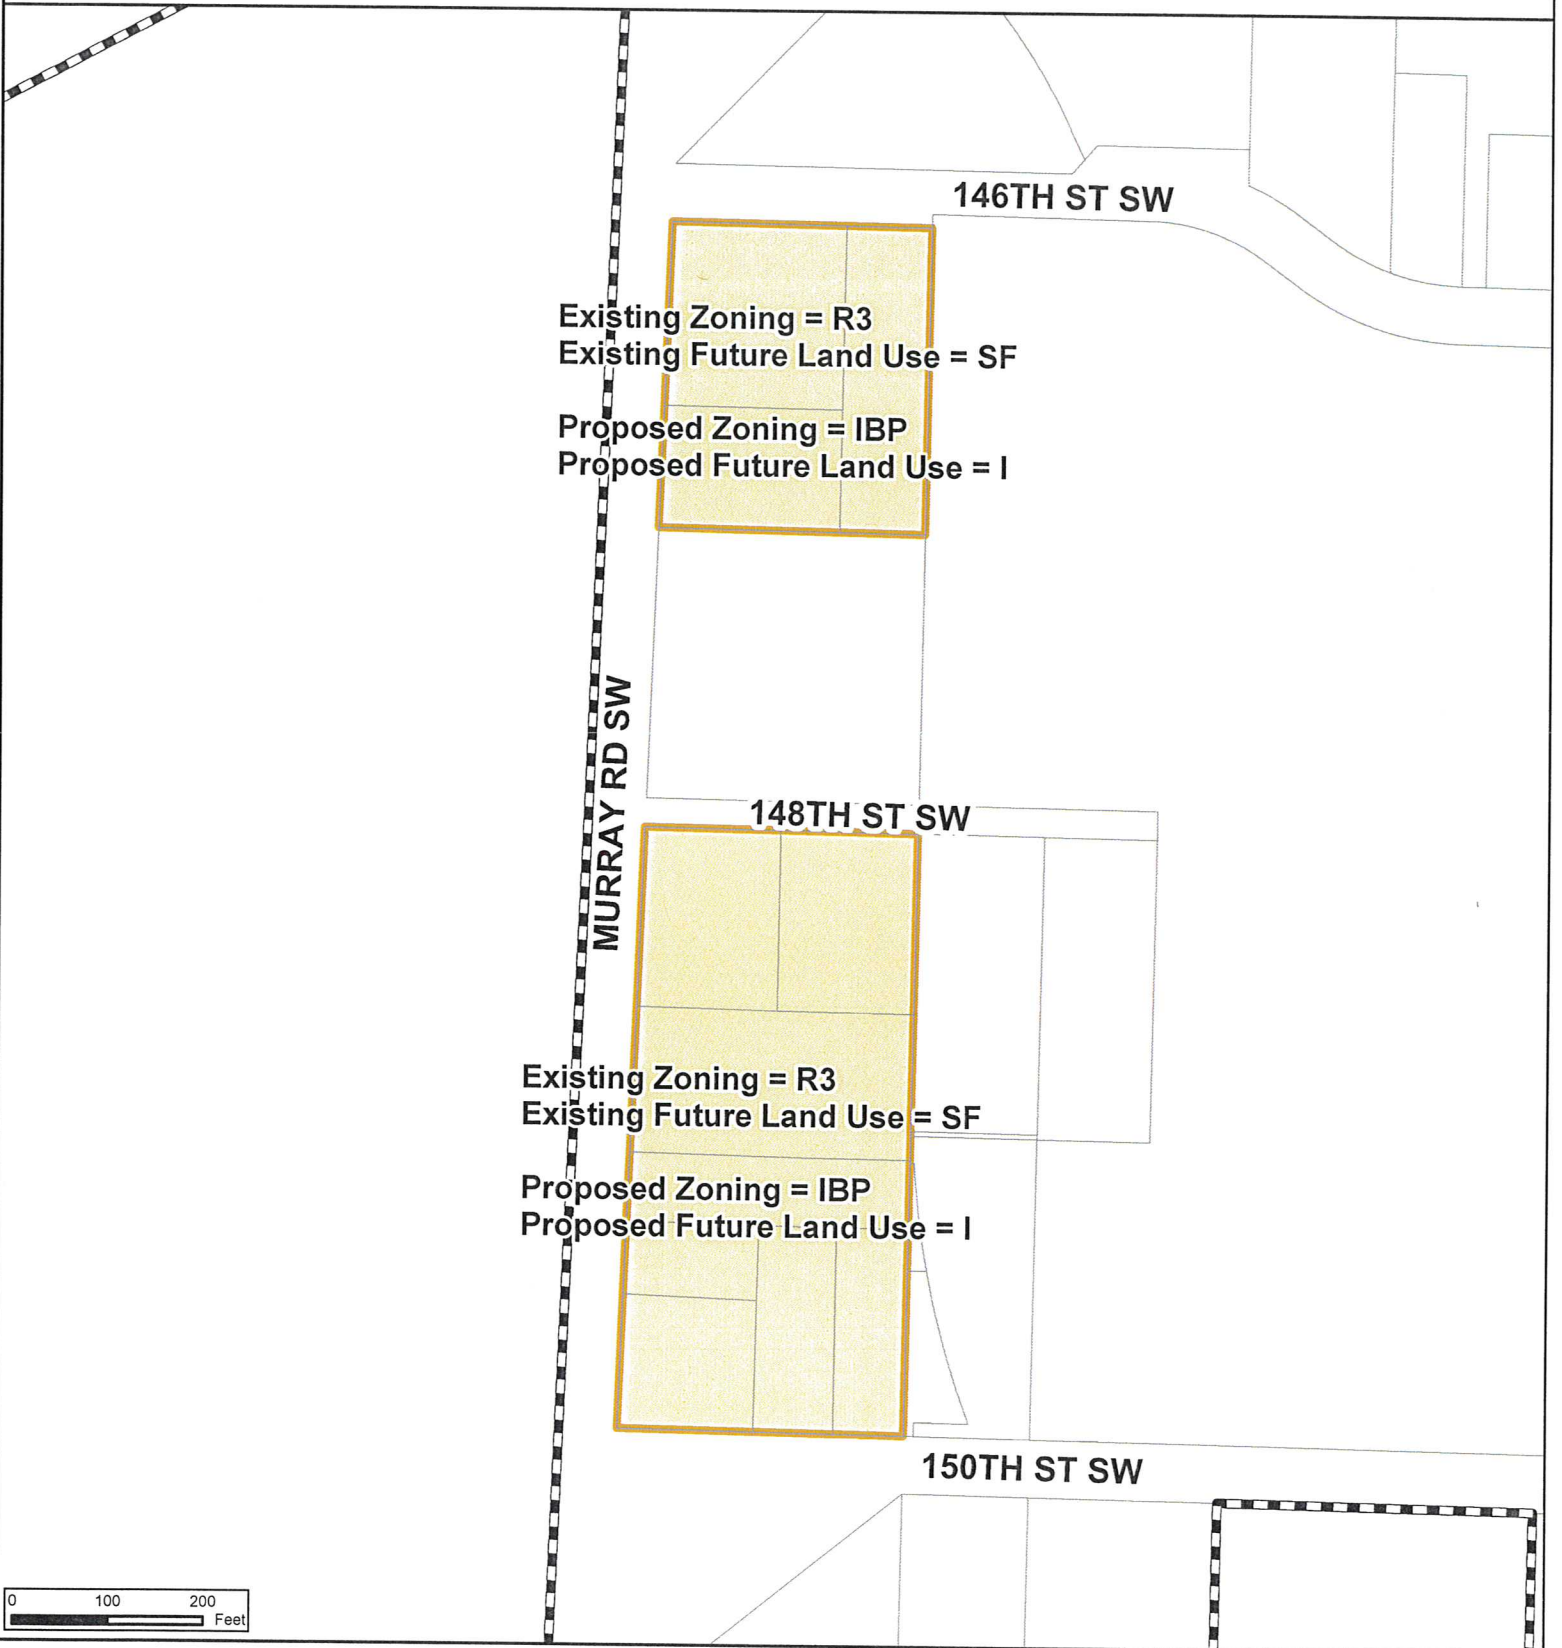 146TH ST SW
Existing Zoning = R3
Existing Future Land Use = SF
Proposed Zoning = IBP
Proposed Future Land Use = I
MURRAY RD SW
148TH ST SW
Existing Zoning = R3
Existing Future Land Use = SF
Proposed Zoning = IBP
Proposed Future Land Use = I
150TH ST SW
0 100 200
Feet